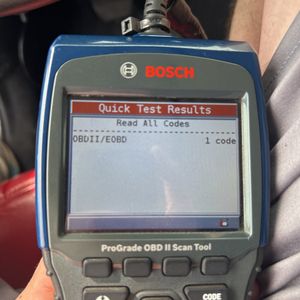 BOSCH
Quick Test Results
Read All Codes
OBDII/EOBD 1 code
ProGrade OBD II Scan Tool
CODE